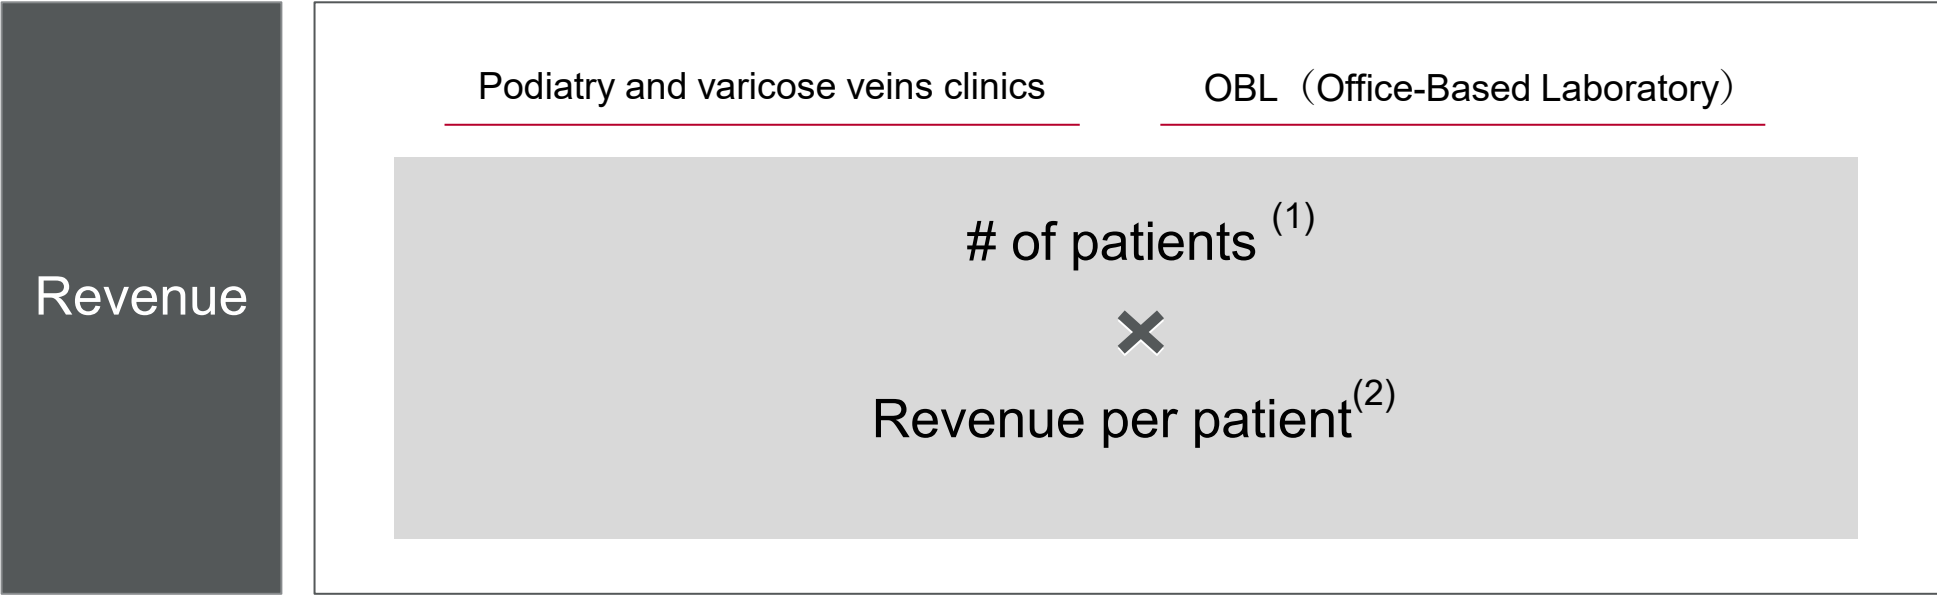 Revenue
Podiatry and varicose veins clinics
OBL（Office-Based Laboratory）
# of patients (1)
×
Revenue per patient(2)